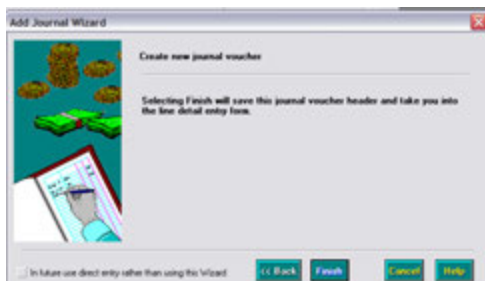 Add Journal Wizard
Create new journal voucher
Selecting Finish will save this journal voucher header and take you into
the line detail entry form.
In future use direct entry rather than using this Wizard
<< Back
Finish
Cancel
Help